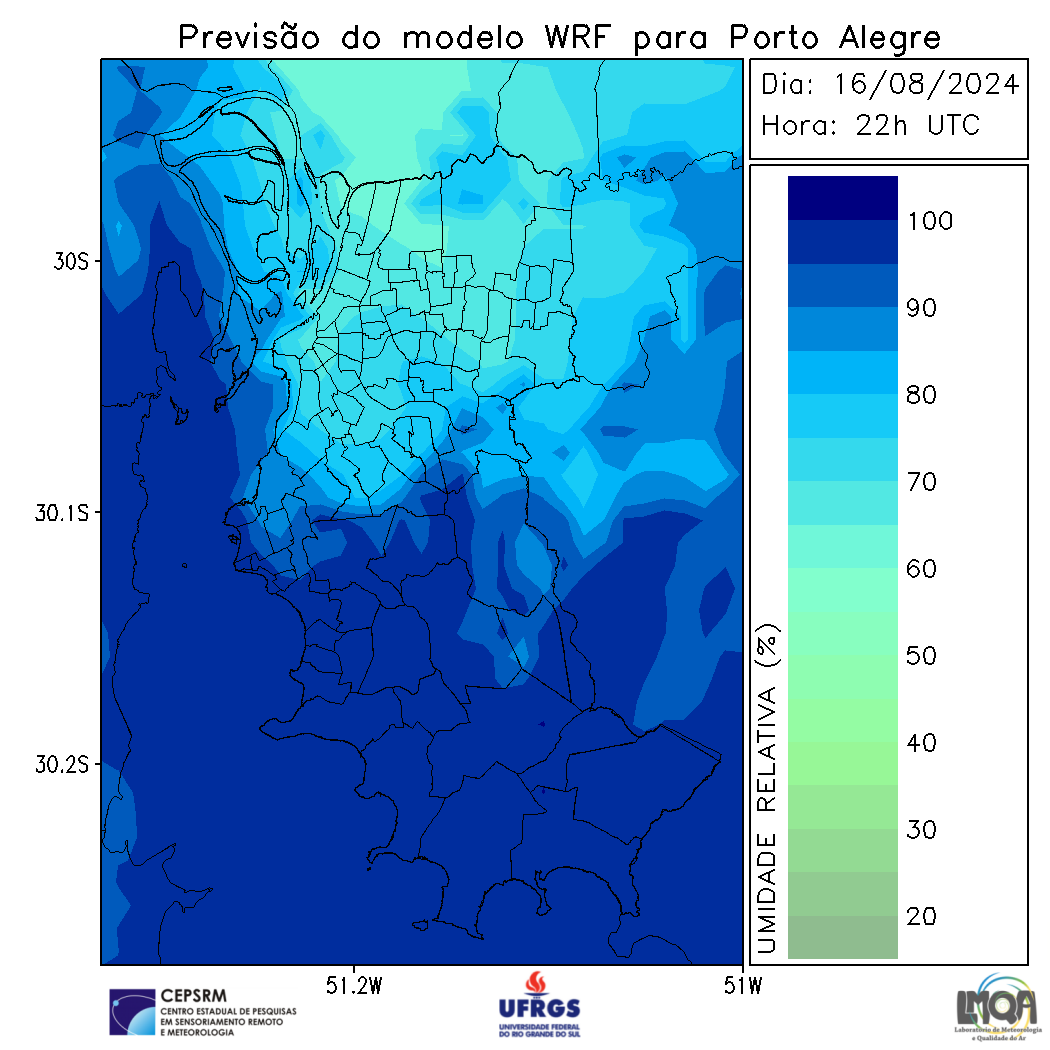 Previsão do modelo WRF para Porto Alegre
Dia: 16/08/2024
Hora: 22h UTC
100
90
80
70
60
50
40
30
20
UMIDADE RELATIVA (%)
30S
30.1S
30.2S
51.2W
51W
CEPSRM
CENTRO ESTADUAL DE PESQUISAS
EM SENSORIAMENTO REMOTO
E METEOROLOGIA
UFRGS
UNIVERSIDADE FEDERAL
DO RIO GRANDE DO SUL
LMQA
Laboratório de Meteorologia
e Qualidade do Ar